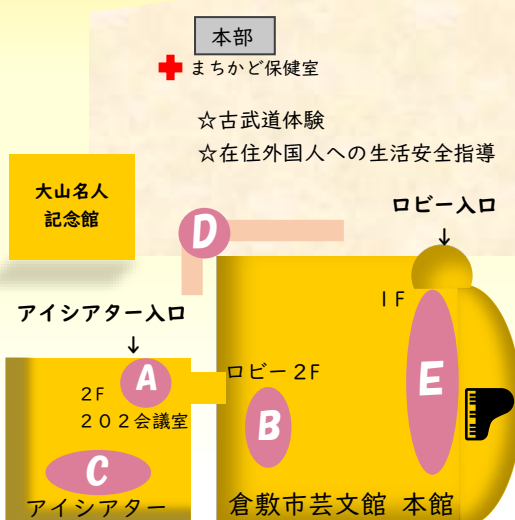 本部
まちかど保健室
☆古武道体験
☆在住外国人への生活安全指導
大山名人
記念館
D
ロビー入口
↓
1F
アイシアター入口
↓
A
2F
202会議室
ロビー2F
B
E
C
アイシアター
倉敷市芸文館 本館